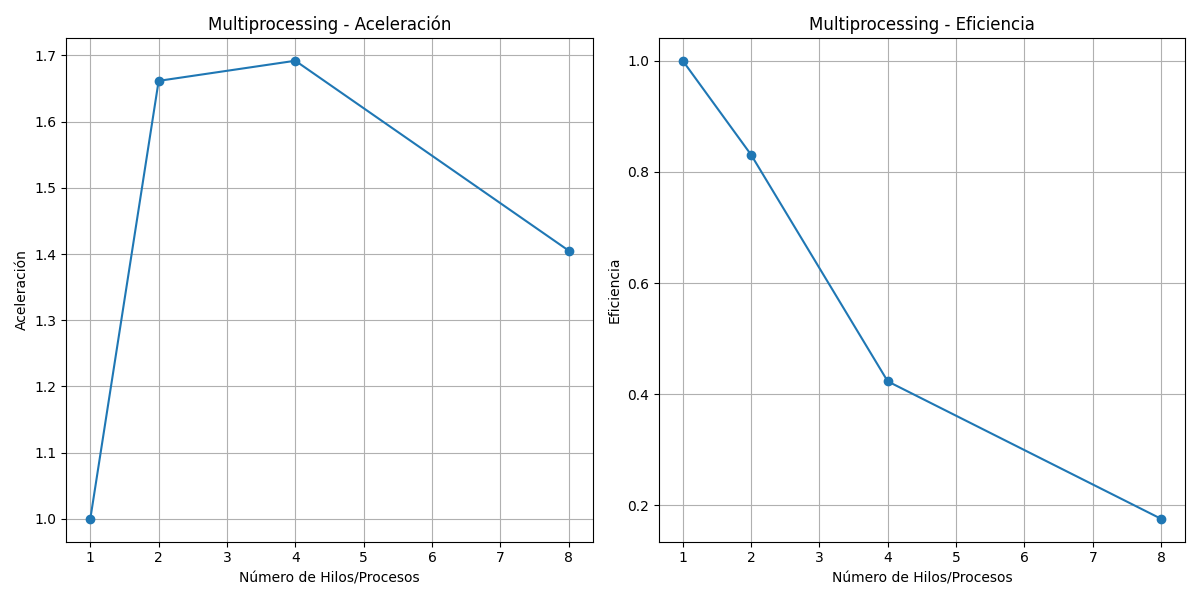 Multiprocessing - Aceleración
Aceleración
1.7
1.6
1.5
1.4
1.3
1.2
1.1
1.0
1 2 3 4 5 6 7 8
Número de Hilos/Procesos
Multiprocessing - Eficiencia
Eficiencia
1.0
0.8
0.6
0.4
0.2
1 2 3 4 5 6 7 8
Número de Hilos/Procesos